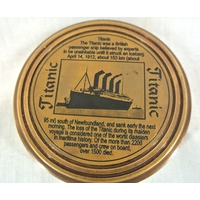 Titanic
The Titanic was a British
passenger ship believed by experts
to be unsinkable until it struck an iceberg
April 14, 1912, about 153 km (about
Titanic
Titanic
95 mi) south of Newfoundland, and sank early the next
morning. The loss of the Titanic during its maiden
voyage is considered one of the world disasters
in maritime history. Of the more than 2200
passengers and crew on board,
over 1500 died.